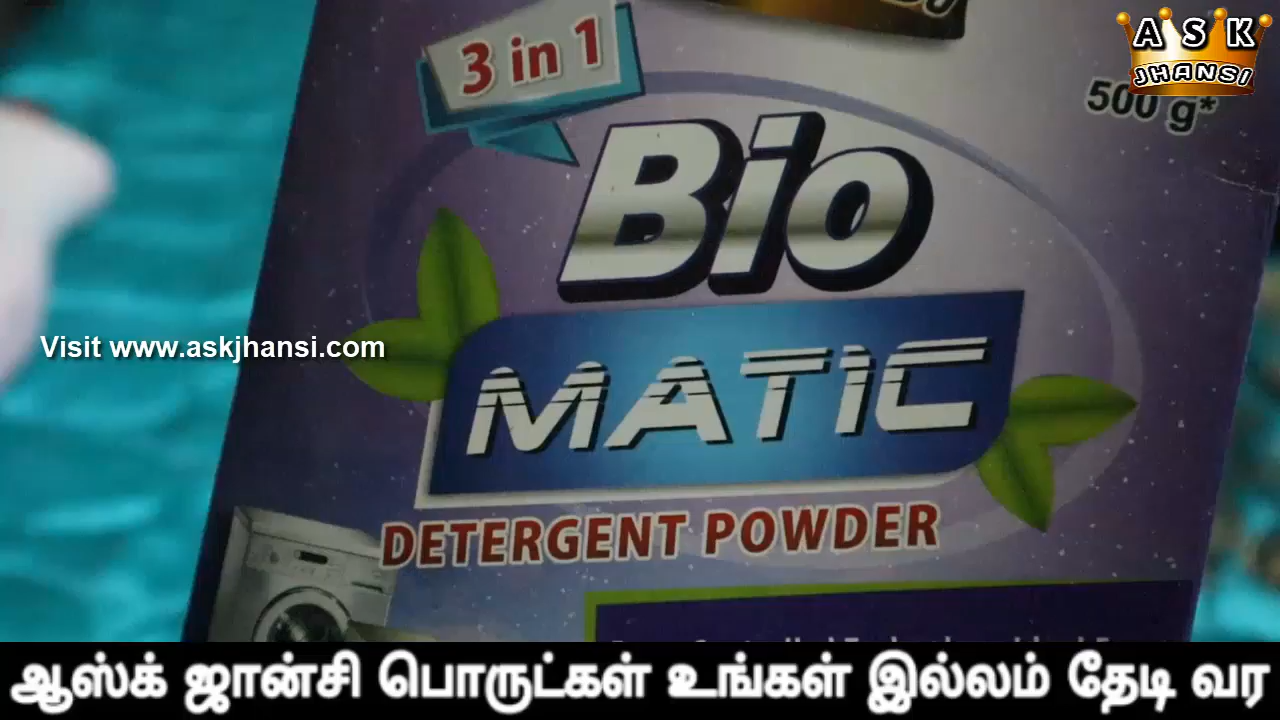 3 in 1
A S K
JHANSI
500 g*
Bio
MATIC
Visit www.askjhansi.com
DETERGENT POWDER
ஆஸ்க் ஜான்சி பொருட்கள் உங்கள் இல்லம் தேடி வர